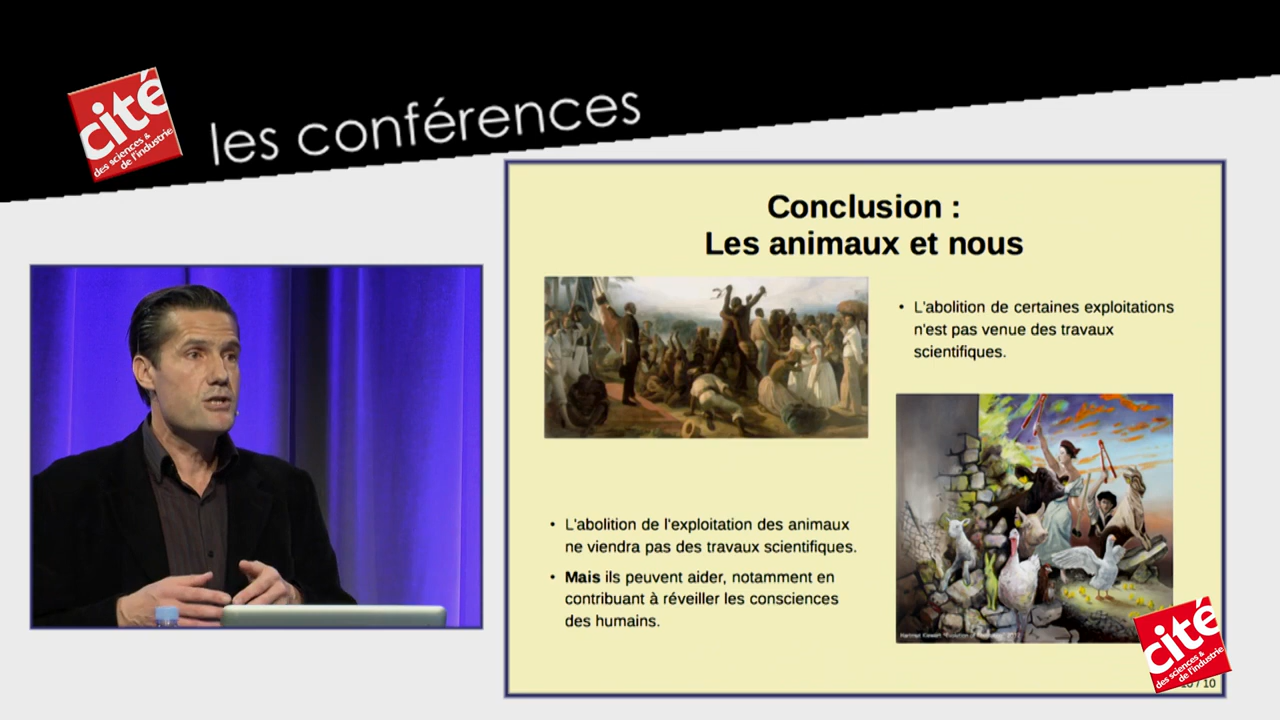 cité
des sciences &
de l'industrie
les conférences
Conclusion :
Les animaux et nous
• L'abolition de certaines exploitations
n'est pas venue des travaux
scientifiques.
• L'abolition de l'exploitation des animaux
ne viendra pas des travaux scientifiques.
• Mais ils peuvent aider, notamment en
contribuant à réveiller les consciences
des humains.
cité
des sciences &
de l'industrie
/ 10